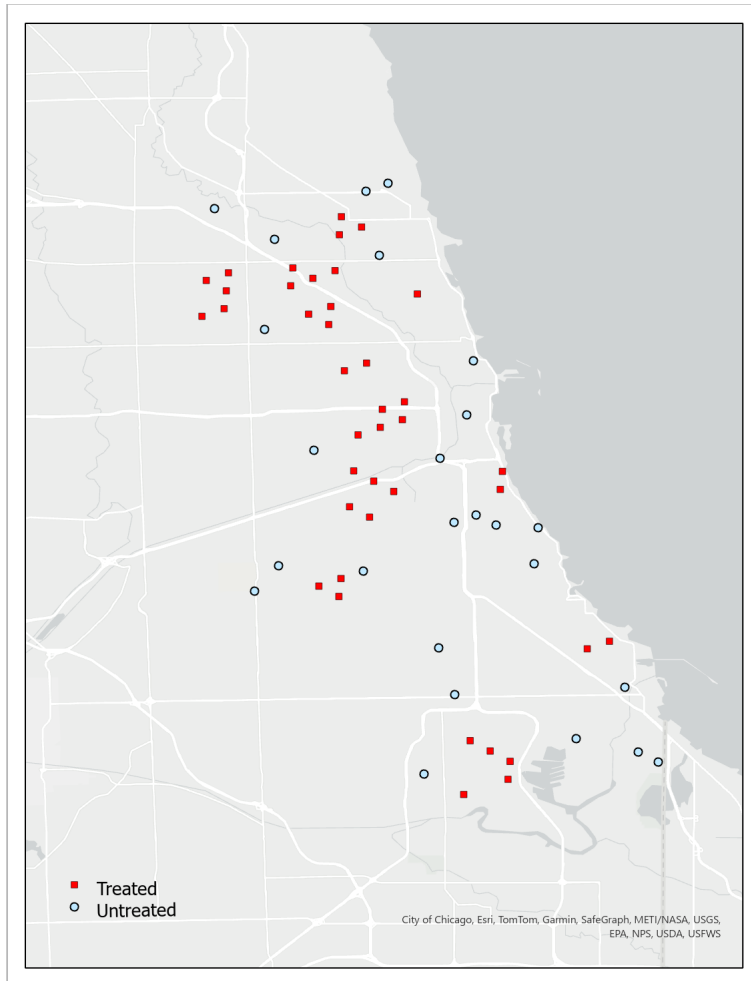 Treated
Untreated
City of Chicago, Esri, TomTom, Garmin, SafeGraph, METI/NASA, USGS,
EPA, NPS, USDA, USFWS